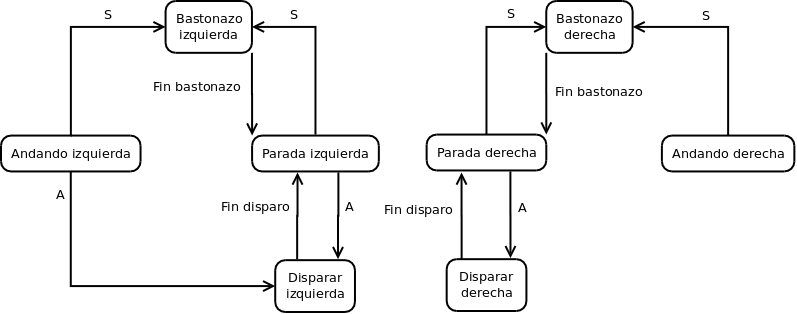 S
Bastonazo
izquierda
S
S
Bastonazo
derecha
S
Fin bastonazo
Fin bastonazo
Andando izquierda
Parada izquierda
Parada derecha
Andando derecha
A
Fin disparo
A
Fin disparo
A
Disparar
izquierda
Disparar
derecha